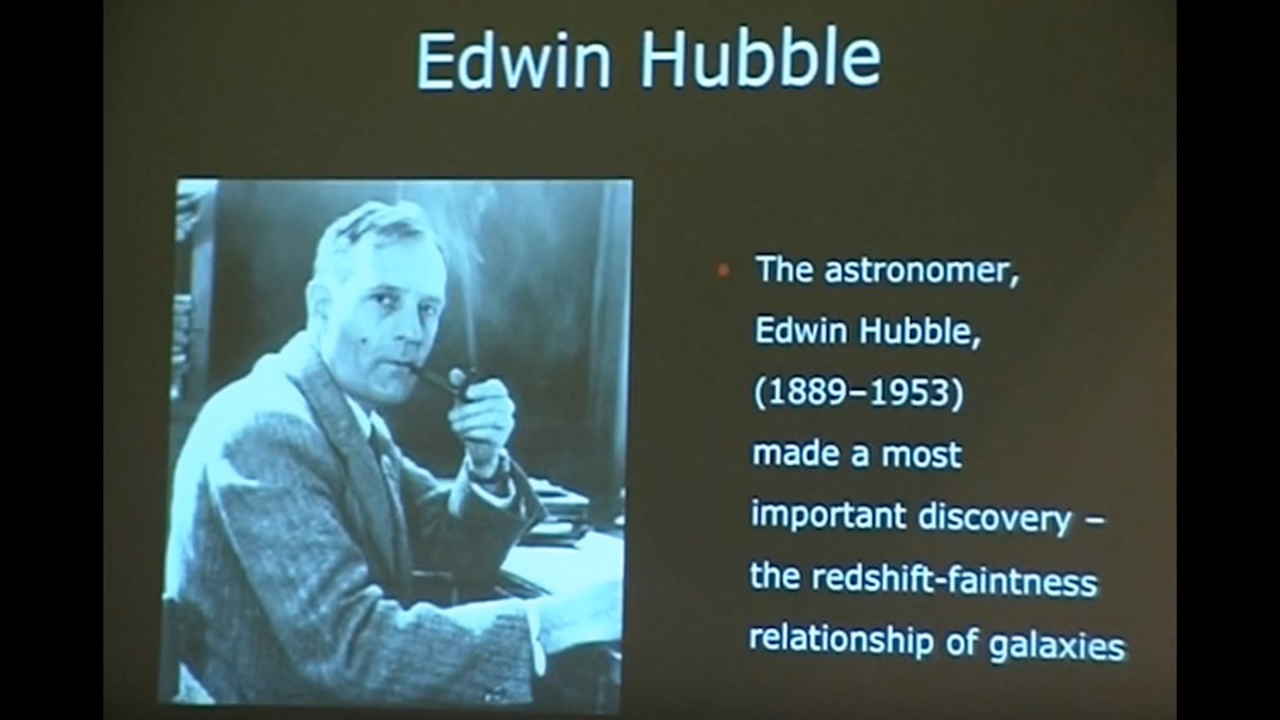 Edwin Hubble
The astronomer,
Edwin Hubble,
(1889–1953)
made a most
important discovery –
the redshift-faintness
relationship of galaxies